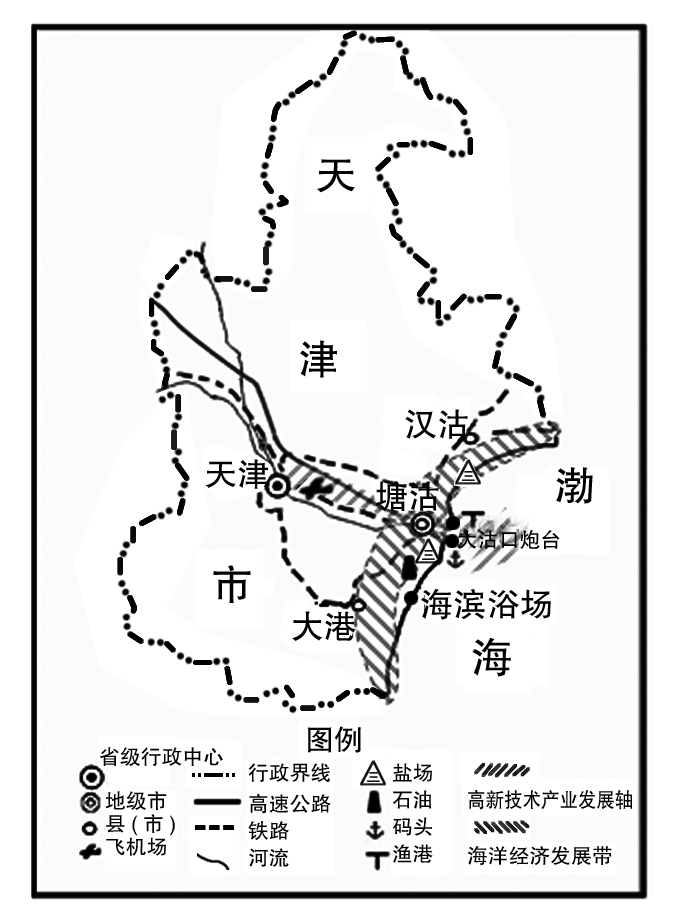 天
津
市
汉沽
天津
塘沽
渤
海
大沽口炮台
海滨浴场
大港
图例
省级行政中心
地级市
县(市)
飞机场
行政界线
高速公路
铁路
河流
盐场
石油
码头
渔港
高新技术产业发展轴
海洋经济发展带